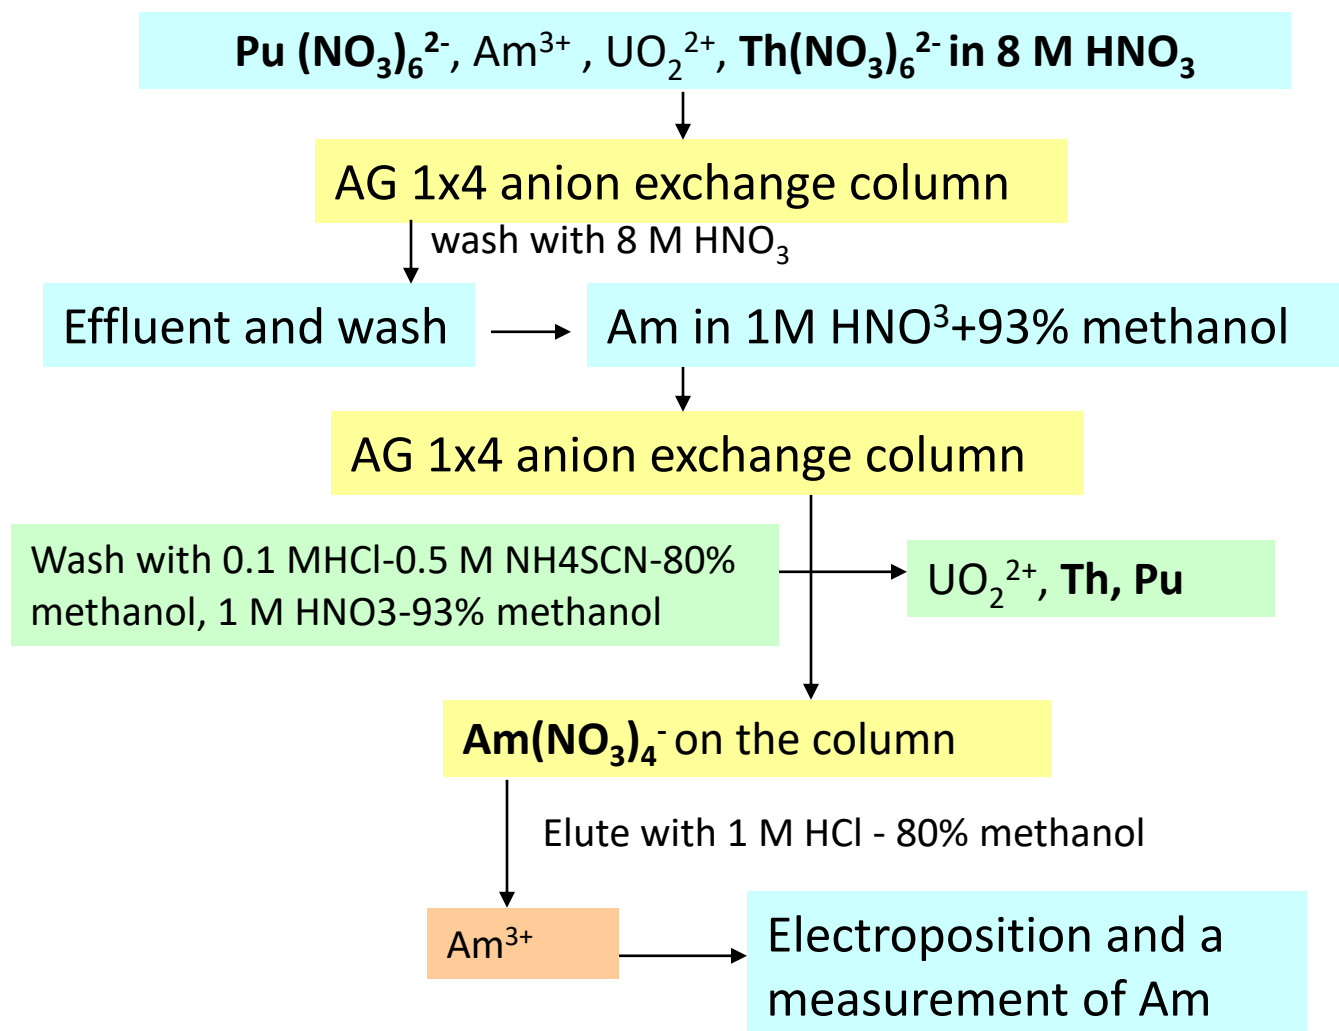 Pu (NO₃)₆²⁻, Am³⁺ , UO₂²⁺, Th(NO₃)₆²⁻ in 8 M HNO₃
AG 1x4 anion exchange column
wash with 8 M HNO₃
Effluent and wash
Am in 1M HNO³+93% methanol
AG 1x4 anion exchange column
Wash with 0.1 MHCl-0.5 M NH4SCN-80%
methanol, 1 M HNO3-93% methanol
UO₂²⁺, Th, Pu
Am(NO₃)₄⁻ on the column
Elute with 1 M HCl - 80% methanol
Am³⁺
Electroposition and a
measurement of Am